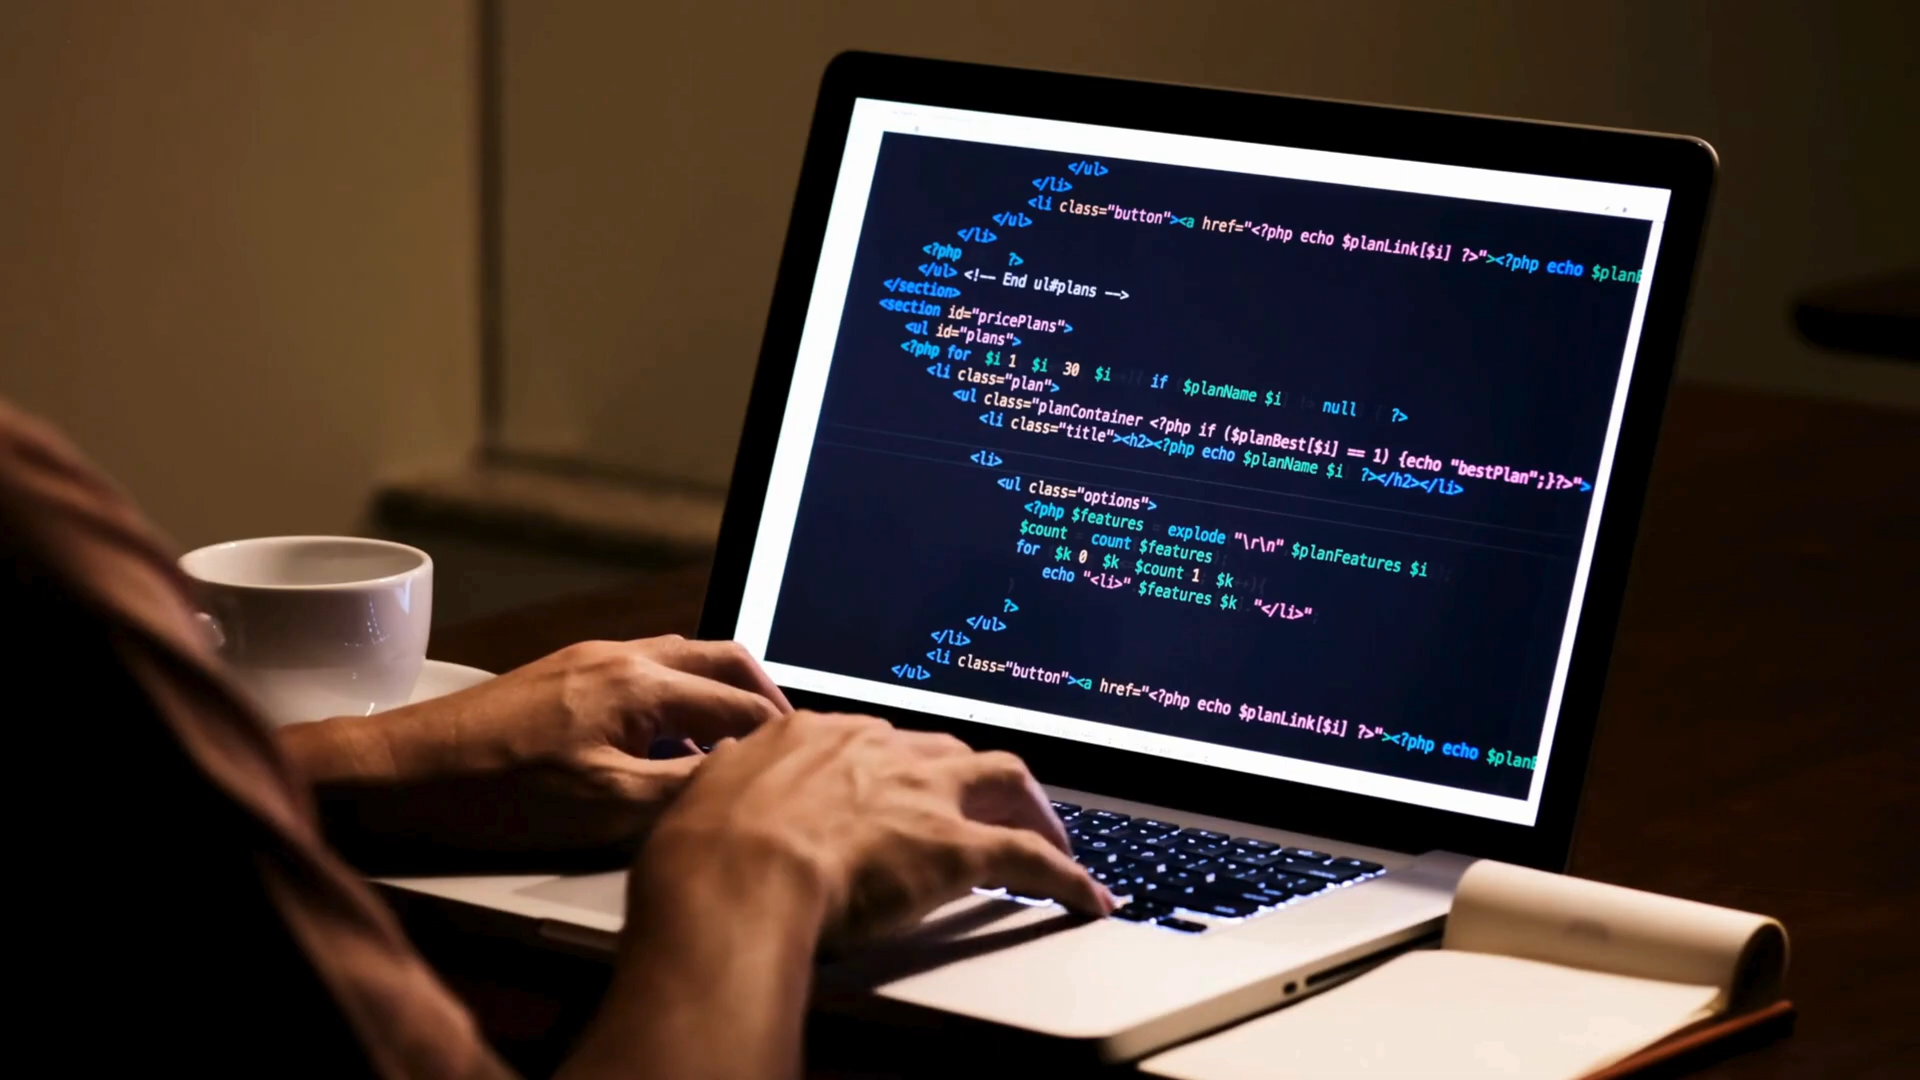 </ul>
</li>
<li class="button"><a href="<?php echo $planLink[$i] ?>"><?php echo $planB
</ul>
</li>
<?php ?>
</ul> <!-- End ul#plans -->
</section>
<section id="pricePlans">
<ul id="plans">
<?php for $i 1 $i 30 $i if $planName $i null ?>
<li class="plan">
<ul class="planContainer <?php if ($planBest[$i] == 1) {echo "bestPlan";}?>">
<li class="title"><h2><?php echo $planName $i ?></h2></li>
<li>
<ul class="options">
<?php $features = explode "\r\n" $planFeatures $i
$count = count $features
for $k 0 $k $count 1 $k
echo "<li>" $features $k "</li>"
?>
</ul>
</li>
<li class="button"><a href="<?php echo $planLink[$i] ?>"><?php echo $planB
</ul>